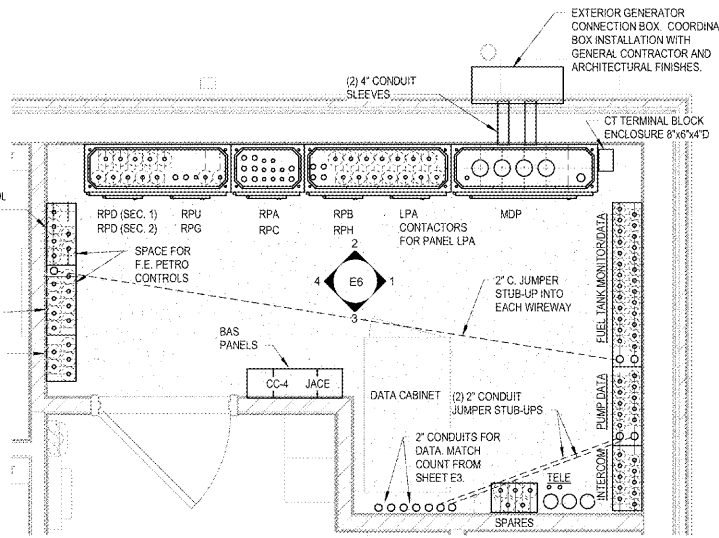 EXTERIOR GENERATOR
CONNECTION BOX. COORDINA
BOX INSTALLATION WITH
GENERAL CONTRACTOR AND
ARCHITECTURAL FINISHES.
(2) 4" CONDUIT
SLEEVES
CT TERMINAL BLOCK
ENCLOSURE 8"x6"x4"D
OL
RPD (SEC. 1)
RPD (SEC. 2)
RPU
RPG
RPA
RPC
RPB
RPH
LPA
CONTACTORS
FOR PANEL LPA
MDP
SPACE FOR
F.E. PETRO
CONTROLS
2
4 E6 1
3
2" C. JUMPER
STUB-UP INTO
EACH WIREWAY
FUEL TANK MONITOR/DATA
BAS
PANELS
CC-4 JACE
DATA CABINET
(2) 2" CONDUIT
JUMPER STUB-UPS
PUMP DATA
2" CONDUITS FOR
DATA. MATCH
COUNT FROM
SHEET E3.
TELE
INTERCOM
SPARES